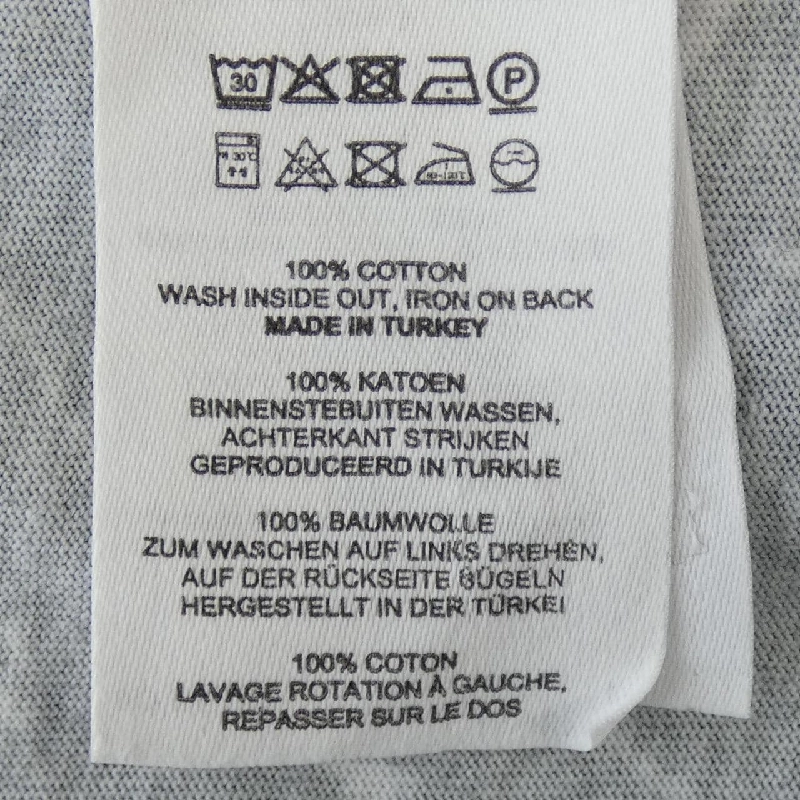 30 P
30°C
100% COTTON
WASH INSIDE OUT, IRON ON BACK
MADE IN TURKEY
100% KATOEN
BINNENSTEBUITEN WASSEN,
ACHTERKANT STRIJKEN
GEPRODUCEERD IN TURKIJE
100% BAUMWOLLE
ZUM WASCHEN AUF LINKS DREHEN,
AUF DER RÜCKSEITE BÜGELN
HERGESTELLT IN DER TÜRKEI
100% COTON
LAVAGE ROTATION À GAUCHE,
REPASSER SUR LE DOS